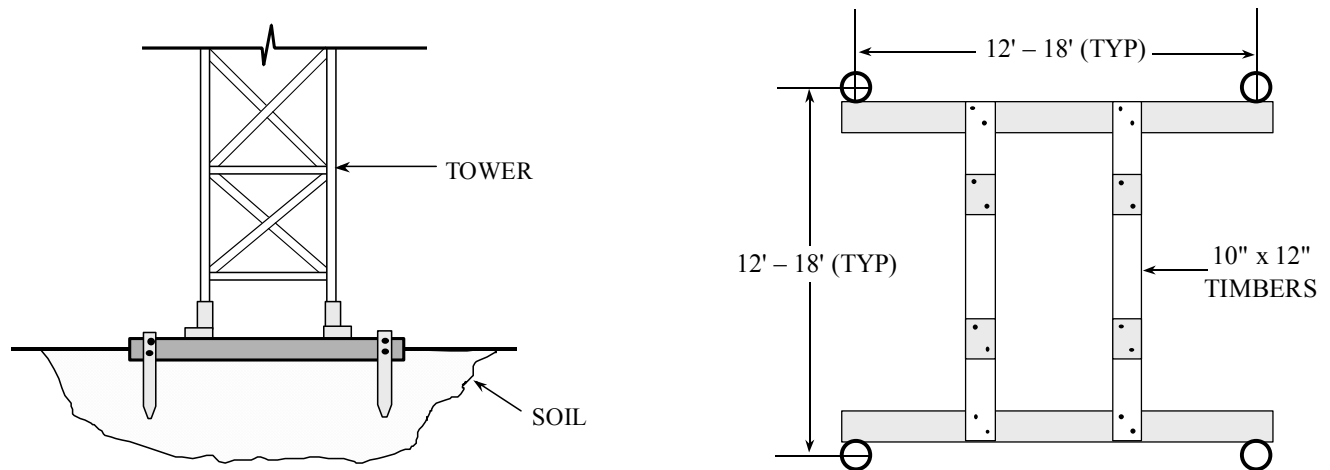 TOWER
SOIL
12' – 18' (TYP)
12' – 18' (TYP)
10" x 12"
TIMBERS